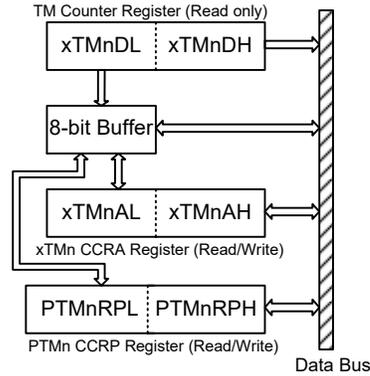 TM Counter Register (Read only)
xTMnDL xTMnDH
8-bit Buffer
xTMnAL xTMnAH
xTMn CCRA Register (Read/Write)
PTMnRPL PTMnRPH
PTMn CCRP Register (Read/Write)
Data Bus